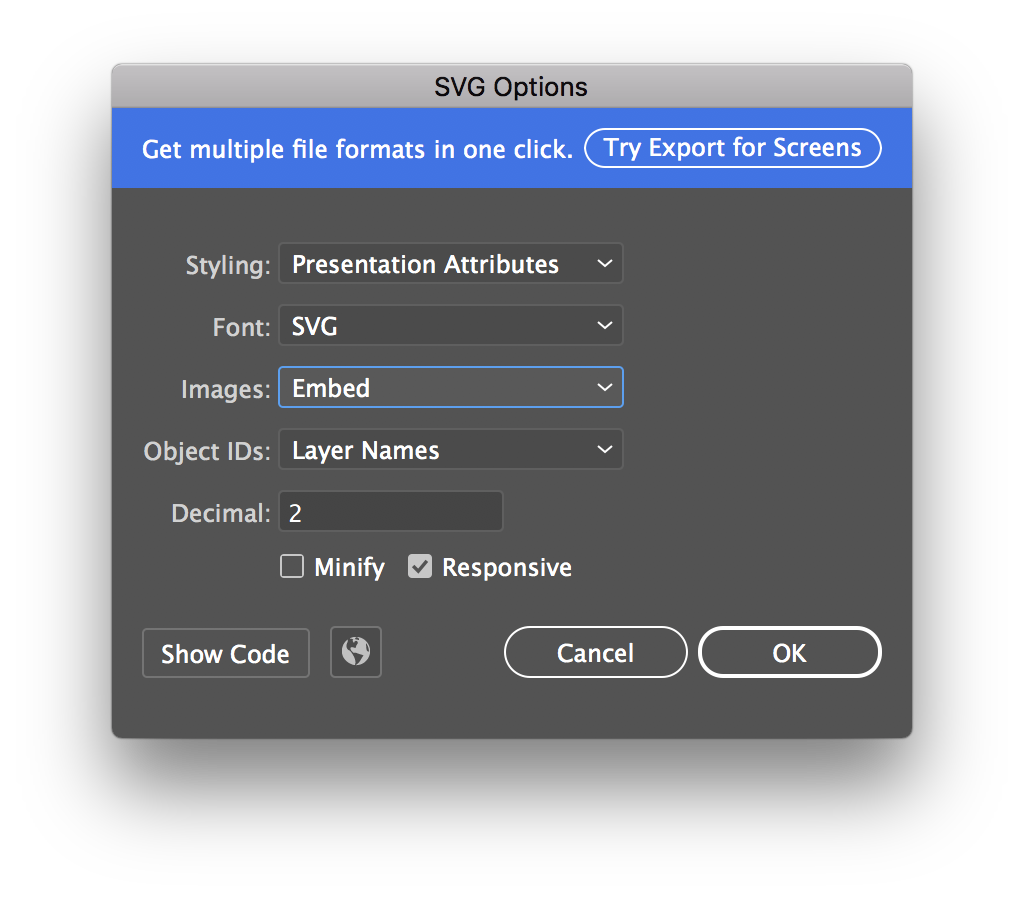 SVG Options
Get multiple file formats in one click. Try Export for Screens
Styling: Presentation Attributes
Font: SVG
Images: Embed
Object IDs: Layer Names
Decimal: 2
Minify Responsive
Show Code Cancel OK